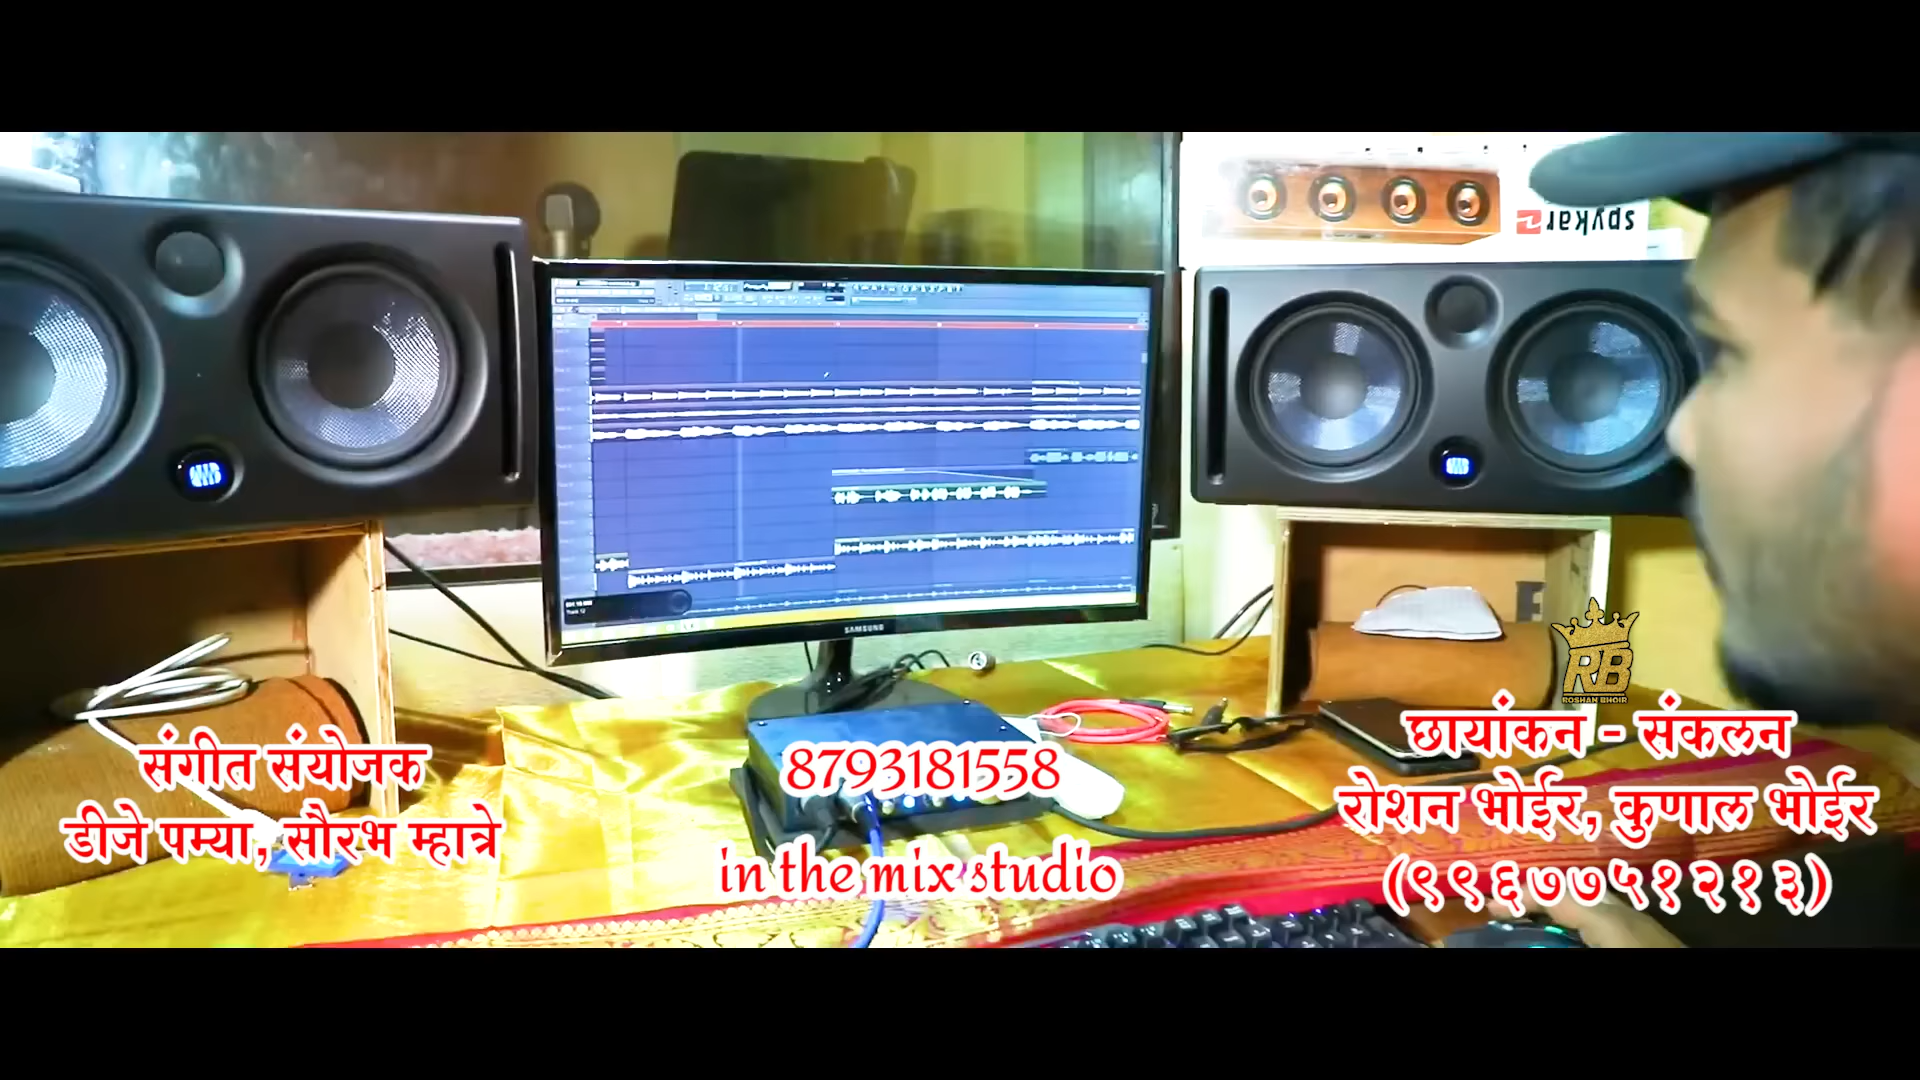 spykar
SAMSUNG
RB
ROSHAN BHOIR
संगीत संयोजक
डीजे पम्या, सौरभ म्हात्रे
8793181558
in the mix studio
छायांकन - संकलन
रोशन भोईर, कुणाल भोईर
(९९६७७५१२१३)